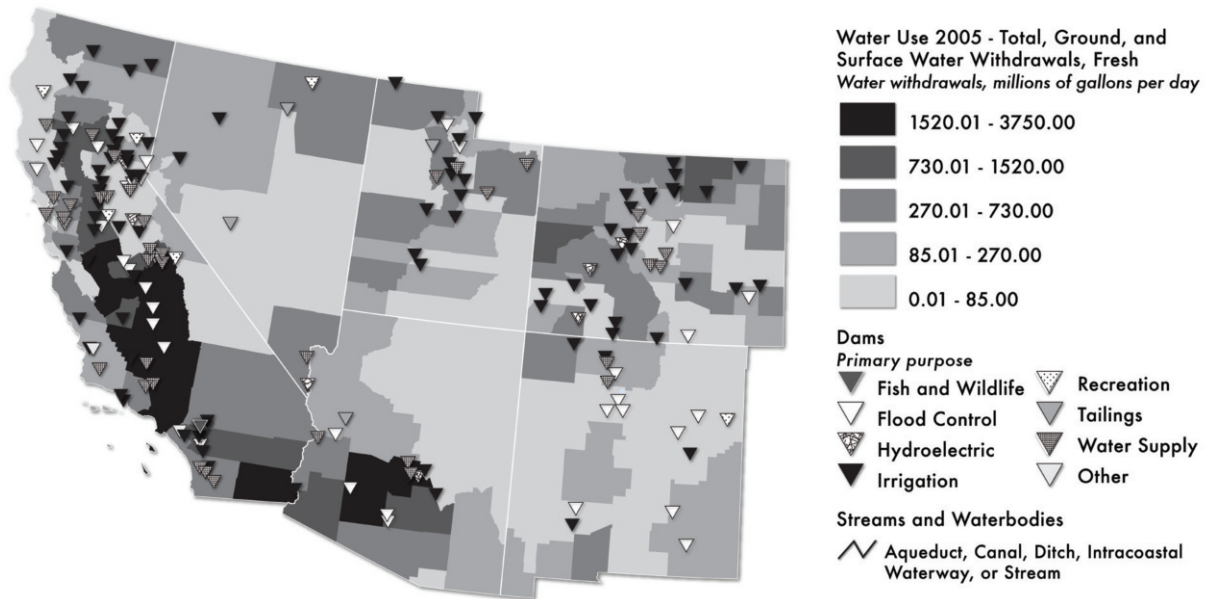 Water Use 2005 - Total, Ground, and
Surface Water Withdrawals, Fresh
Water withdrawals, millions of gallons per day
1520.01 - 3750.00
730.01 - 1520.00
270.01 - 730.00
85.01 - 270.00
0.01 - 85.00
Dams
Primary purpose
Fish and Wildlife
Flood Control
Hydroelectric
Irrigation
Recreation
Tailings
Water Supply
Other
Streams and Waterbodies
Aqueduct, Canal, Ditch, Intracoastal
Waterway, or Stream